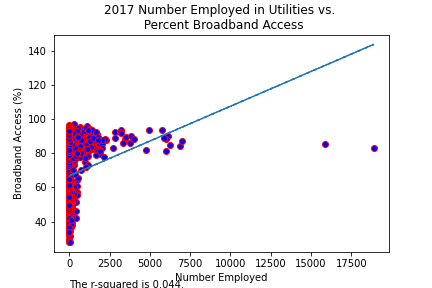 2017 Number Employed in Utilities vs.
Percent Broadband Access
140
120
100
80
60
40
Broadband Access (%)
0
2500
5000
7500
10000
12500
15000
17500
Number Employed
The r-squared is 0.044.